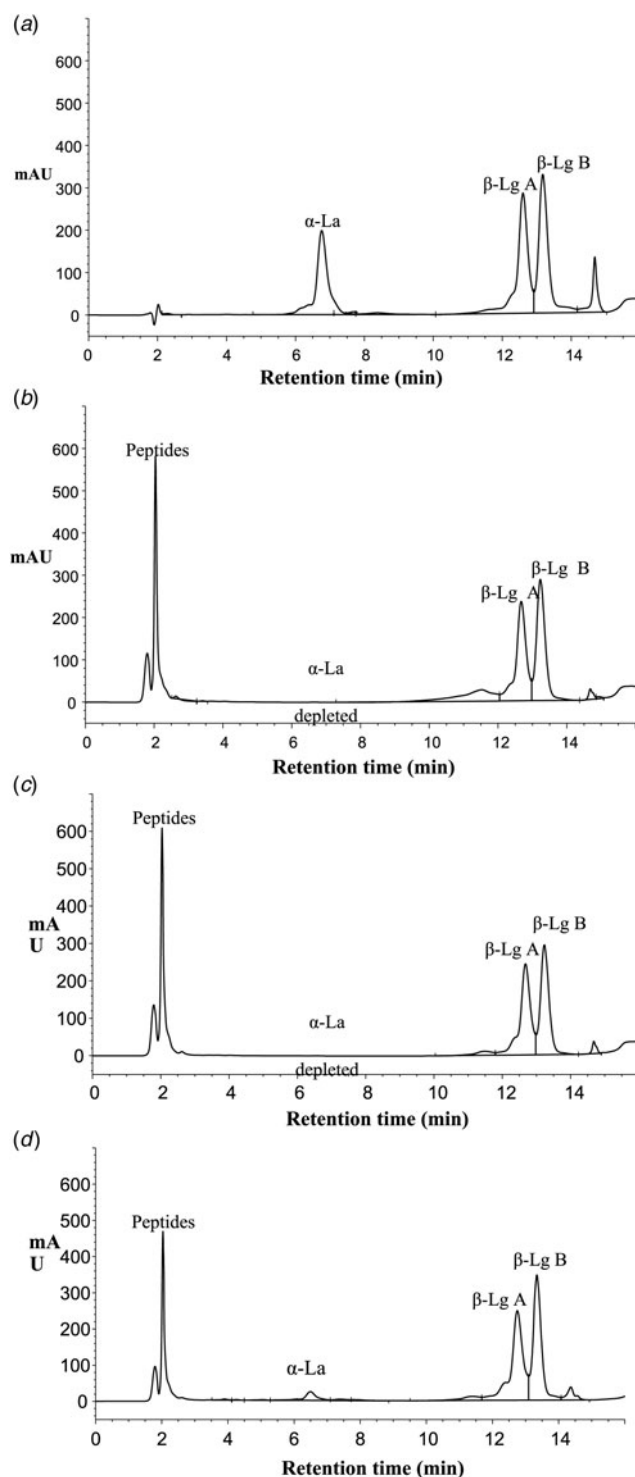 (a)
600
500
400
mAU
300
200
100
0
α-La
β-Lg A
β-Lg B
0 2 4 6 8 10 12 14
Retention time (min)
(b)
600
500
400
mAU
300
200
100
0
Peptides
α-La
depleted
β-Lg A
β-Lg B
0 2 4 6 8 10 12 14
Retention time (min)
(c)
600
500
400
mA
U
300
200
100
0
Peptides
α-La
depleted
β-Lg A
β-Lg B
0 2 4 6 8 10 12 14
Retention time (min)
(d)
600
500
400
mA
U
300
200
100
0
Peptides
α-La
β-Lg A
β-Lg B
0 2 4 6 8 10 12 14
Retention time (min)